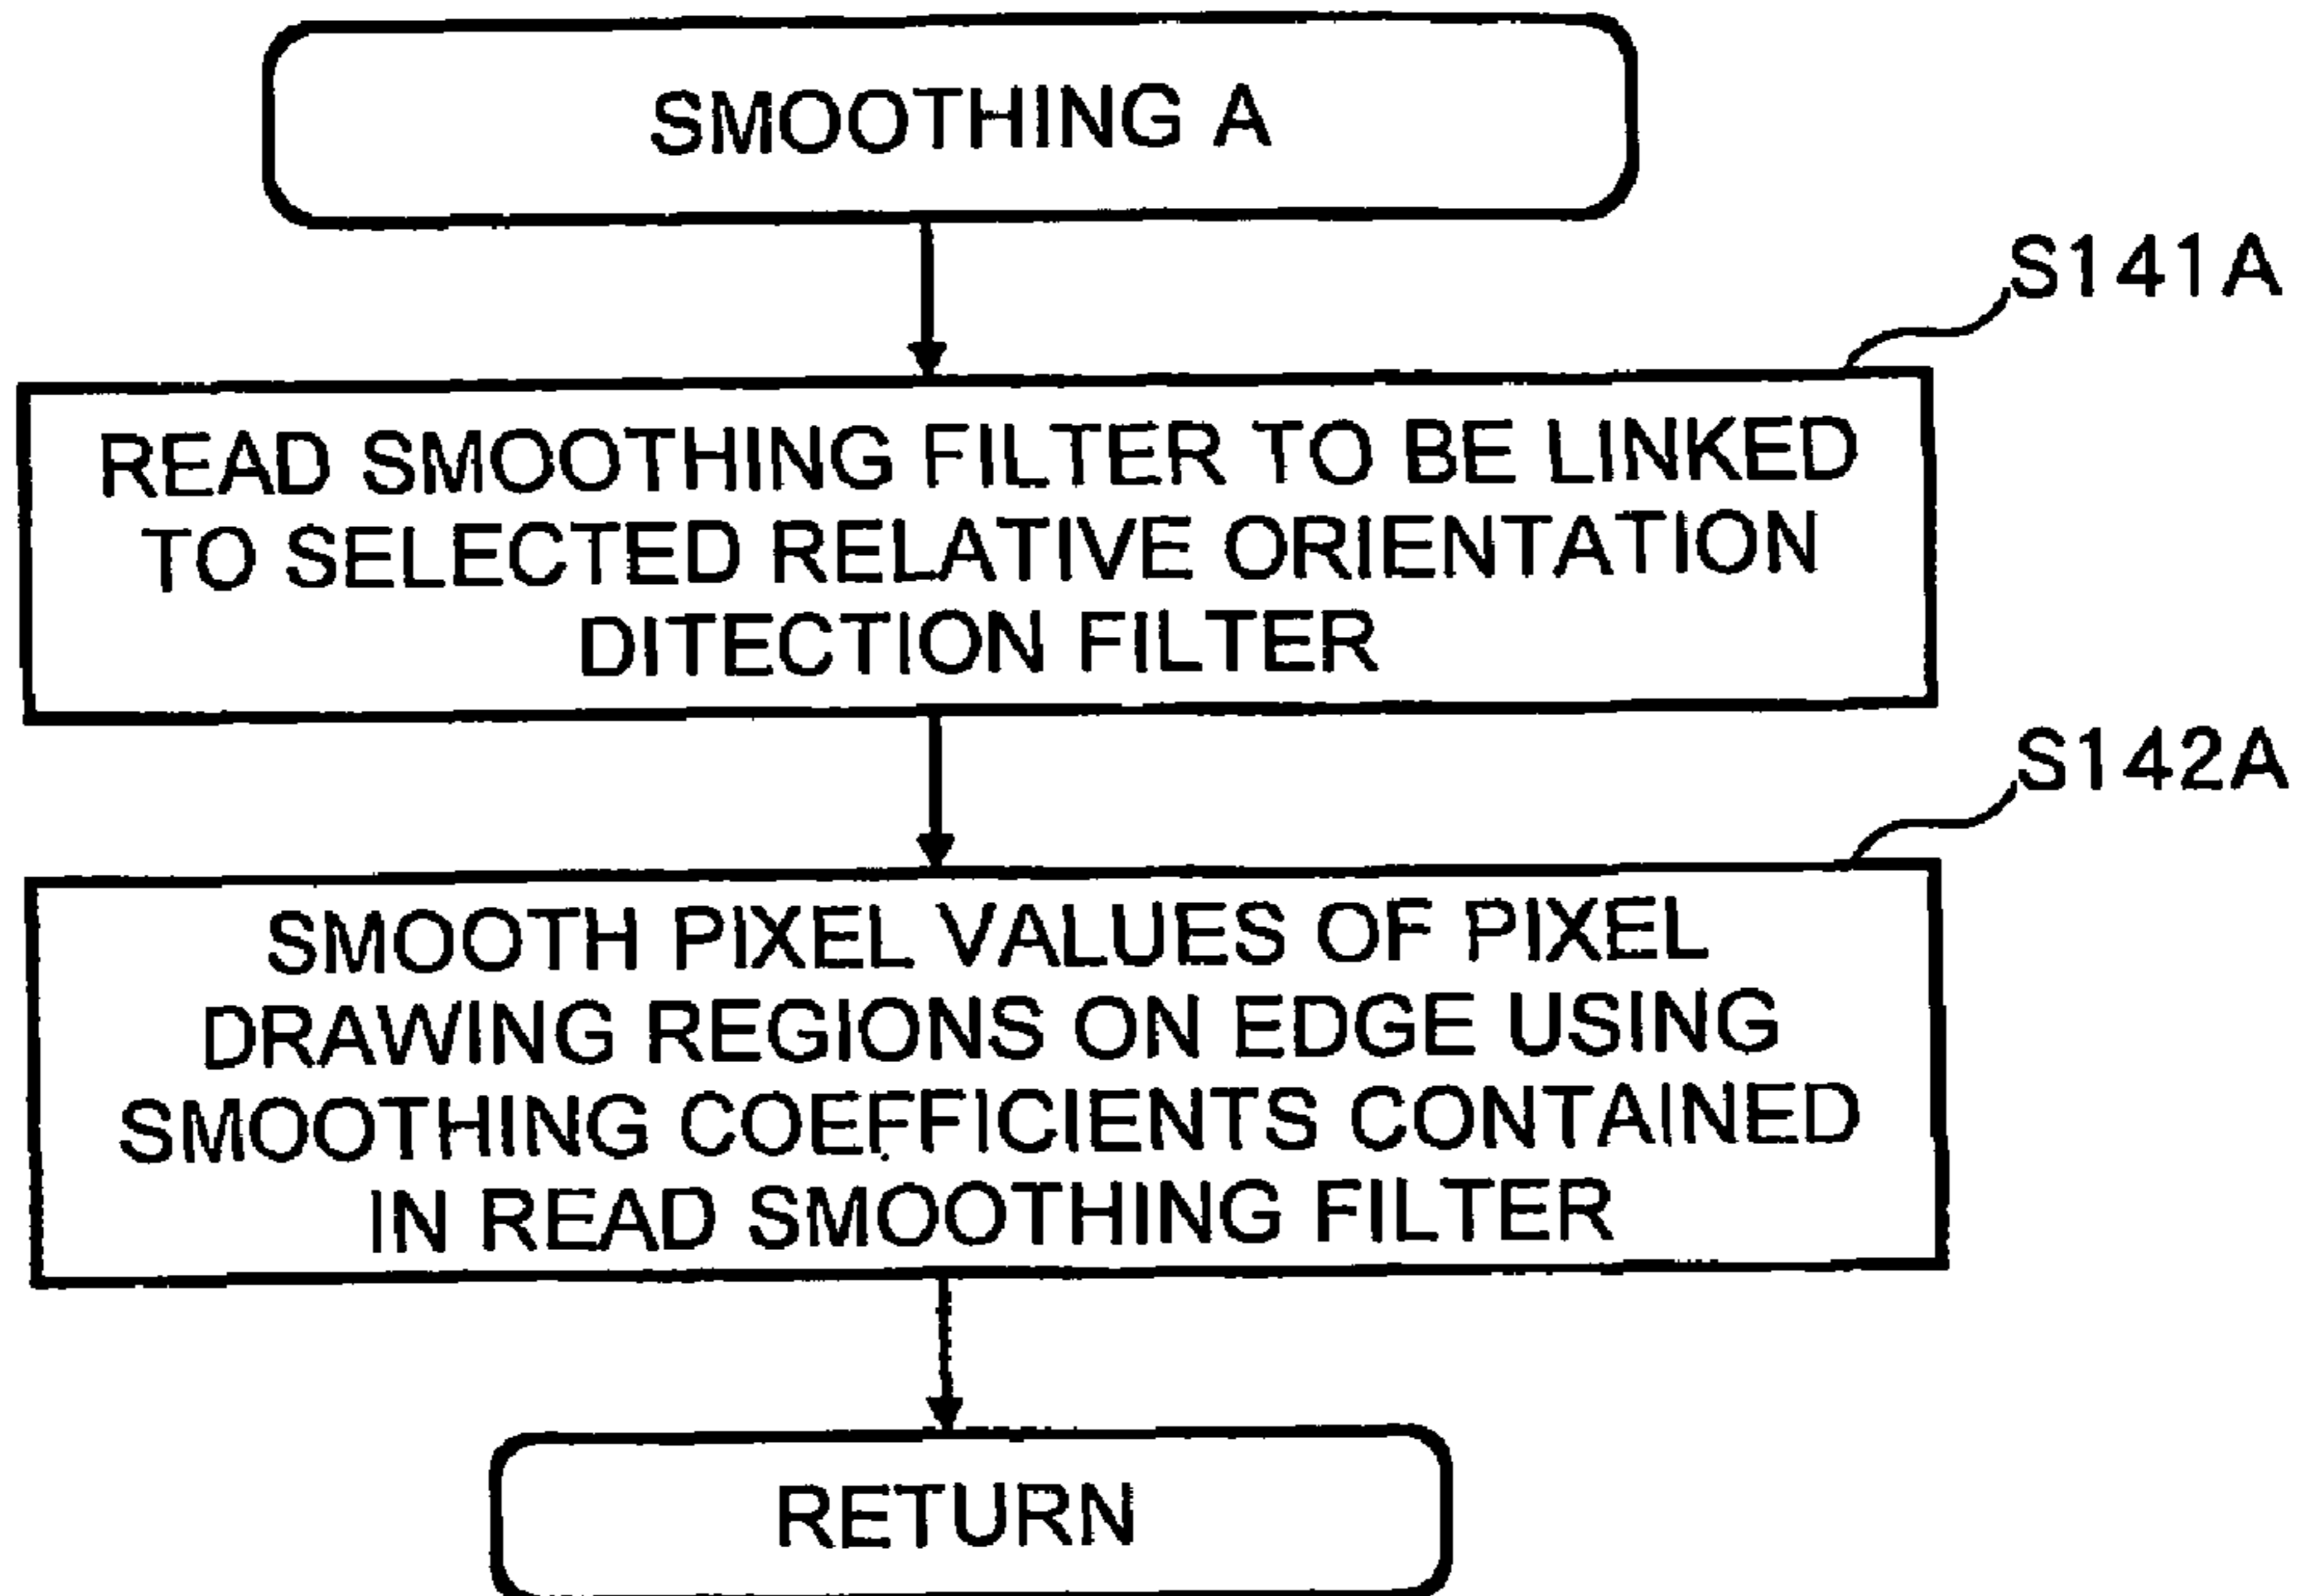 SMOOTHING A
S141A
READ SMOOTHING FILTER TO BE LINKED
TO SELECTED RELATIVE ORIENTATION
DITECTION FILTER
S142A
SMOOTH PIXEL VALUES OF PIXEL
DRAWING REGIONS ON EDGE USING
SMOOTHING COEFFICIENTS CONTAINED
IN READ SMOOTHING FILTER
RETURN